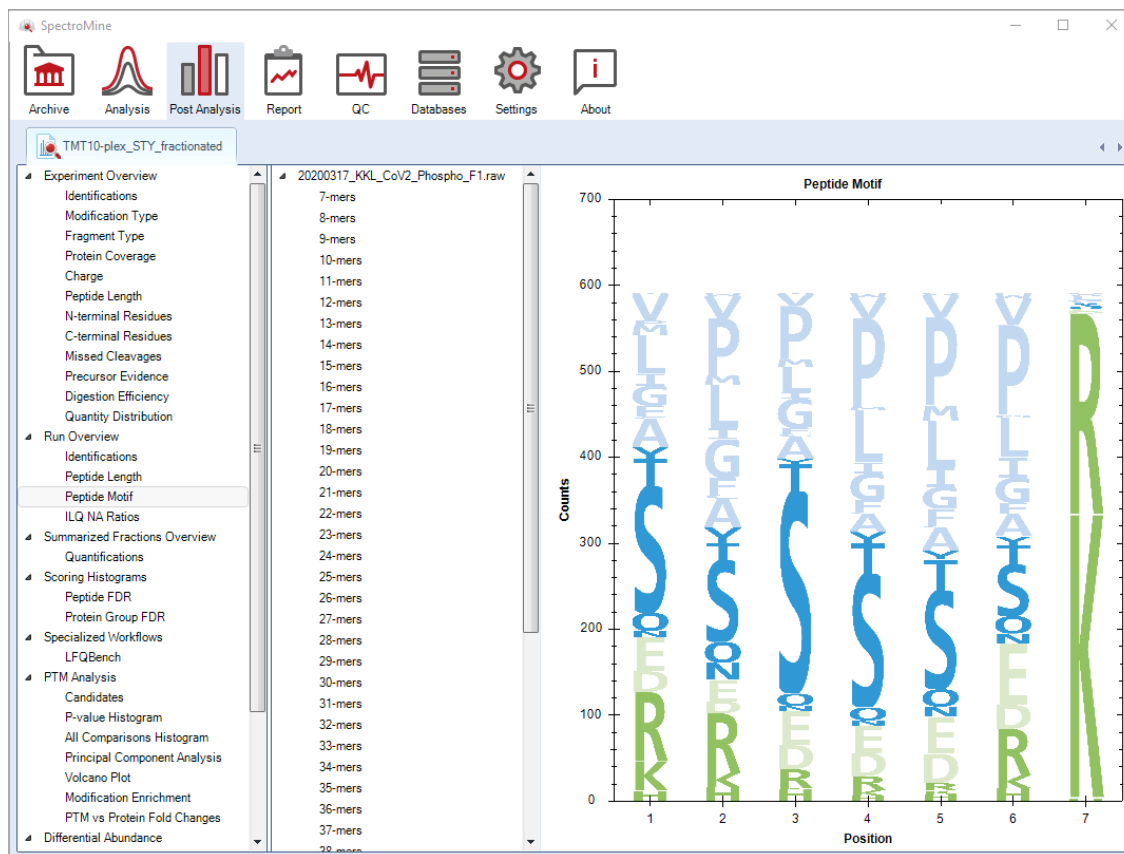 SpectroMine
Archive
Analysis
Post Analysis
Report
QC
Databases
Settings
About
TMT10-plex_STY_fractionated
Experiment Overview
Identifications
Modification Type
Fragment Type
Protein Coverage
Charge
Peptide Length
N-terminal Residues
C-terminal Residues
Missed Cleavages
Precursor Evidence
Digestion Efficiency
Quantity Distribution
Run Overview
Identifications
Peptide Length
Peptide Motif
ILQ NA Ratios
Summarized Fractions Overview
Quantifications
Scoring Histograms
Peptide FDR
Protein Group FDR
Specialized Workflows
LFQBench
PTM Analysis
Candidates
P-value Histogram
All Comparisons Histogram
Principal Component Analysis
Volcano Plot
Modification Enrichment
PTM vs Protein Fold Changes
Differential Abundance
20200317_KKL_CoV2_Phospho_F1.raw
7-mers
8-mers
9-mers
10-mers
11-mers
12-mers
13-mers
14-mers
15-mers
16-mers
17-mers
18-mers
19-mers
20-mers
21-mers
22-mers
23-mers
24-mers
25-mers
26-mers
27-mers
28-mers
29-mers
30-mers
31-mers
32-mers
33-mers
34-mers
35-mers
36-mers
37-mers
38-mers
Peptide Motif
700
600
500
400
300
200
100
0
Counts
1 2 3 4 5 6 7
Position